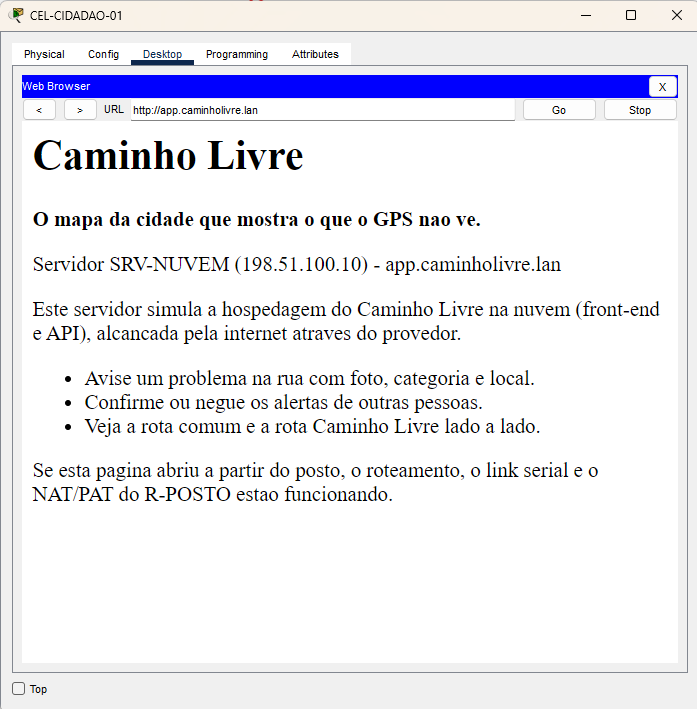 CEL-CIDADAO-01
Physical Config Desktop Programming Attributes
Web Browser X
< > URL http://app.caminholivre.lan Go Stop
Caminho Livre
O mapa da cidade que mostra o que o GPS nao ve.
Servidor SRV-NUVEM (198.51.100.10) - app.caminholivre.lan
Este servidor simula a hospedagem do Caminho Livre na nuvem (front-end
e API), alcancada pela internet atraves do provedor.
• Avise um problema na rua com foto, categoria e local.
• Confirme ou negue os alertas de outras pessoas.
• Veja a rota comum e a rota Caminho Livre lado a lado.
Se esta pagina abriu a partir do posto, o roteamento, o link serial e o
NAT/PAT do R-POSTO estao funcionando.
Top